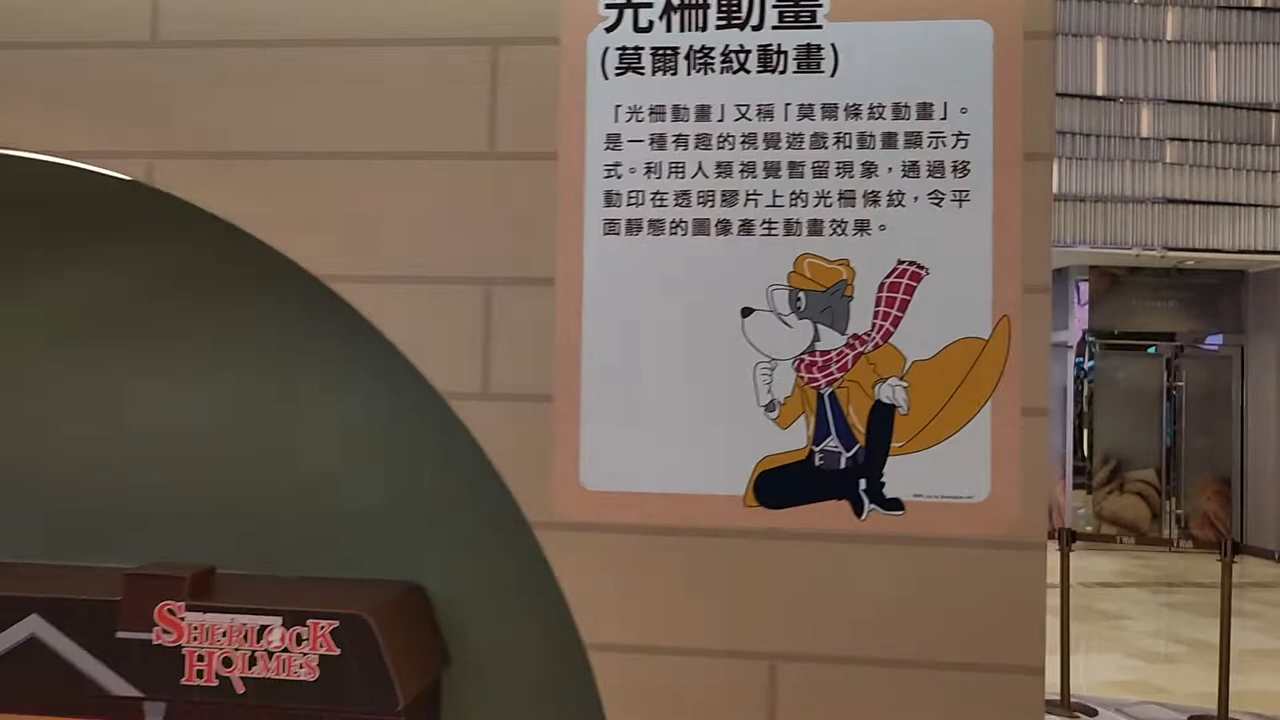 光柵動畫
(莫爾條紋動畫)
「光柵動畫」又稱「莫爾條紋動畫」。
是一種有趣的視覺遊戲和動畫顯示方
式。利用人類視覺暫留現象，通過移
動印在透明膠片上的光柵條紋，令平
面靜態的圖像產生動畫效果。
SHERLOCK
HOLMES